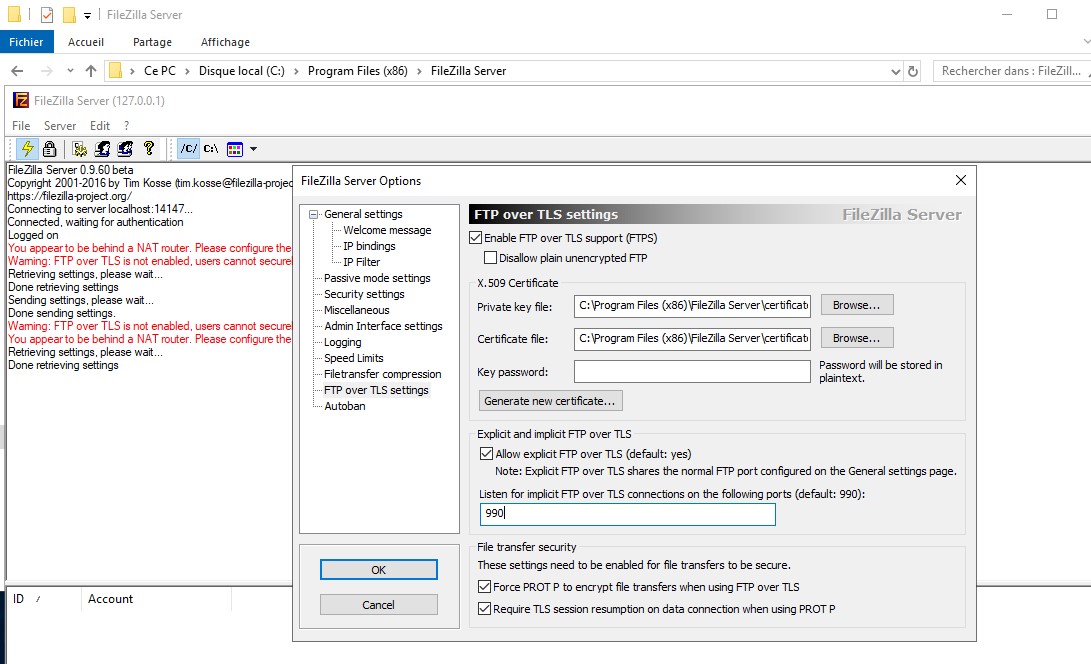 FileZilla Server
Fichier Accueil Partage Affichage
Ce PC Disque local (C:) Program Files (x86) FileZilla Server
Rechercher dans : FileZill...
FileZilla Server (127.0.0.1)
File Server Edit ?
/C/ C:\
FileZilla Server 0.9.60 beta
Copyright 2001-2016 by Tim Kosse (tim.kosse@filezilla-projec
https://filezilla-project.org/
Connecting to server localhost:14147...
Connected, waiting for authentication
Logged on
You appear to be behind a NAT router. Please configure the
Warning: FTP over TLS is not enabled, users cannot securel
Retrieving settings, please wait...
Done retrieving settings
Sending settings, please wait...
Done sending settings.
Warning: FTP over TLS is not enabled, users cannot securel
You appear to be behind a NAT router. Please configure the
Retrieving settings, please wait...
Done retrieving settings
ID / Account
FileZilla Server Options
General settings
Welcome message
IP bindings
IP Filter
Passive mode settings
Security settings
Miscellaneous
Admin Interface settings
Logging
Speed Limits
Filetransfer compression
FTP over TLS settings
Autoban
OK
Cancel
FTP over TLS settings FileZilla Server
Enable FTP over TLS support (FTPS)
Disallow plain unencrypted FTP
X.509 Certificate
Private key file: C:\Program Files (x86)\FileZilla Server\certificate Browse...
Certificate file: C:\Program Files (x86)\FileZilla Server\certificate Browse...
Key password: Password will be stored in
plaintext.
Generate new certificate...
Explicit and implicit FTP over TLS
Allow explicit FTP over TLS (default: yes)
Note: Explicit FTP over TLS shares the normal FTP port configured on the General settings page.
Listen for implicit FTP over TLS connections on the following ports (default: 990):
990
File transfer security
These settings need to be enabled for file transfers to be secure.
Force PROT P to encrypt file transfers when using FTP over TLS
Require TLS session resumption on data connection when using PROT P